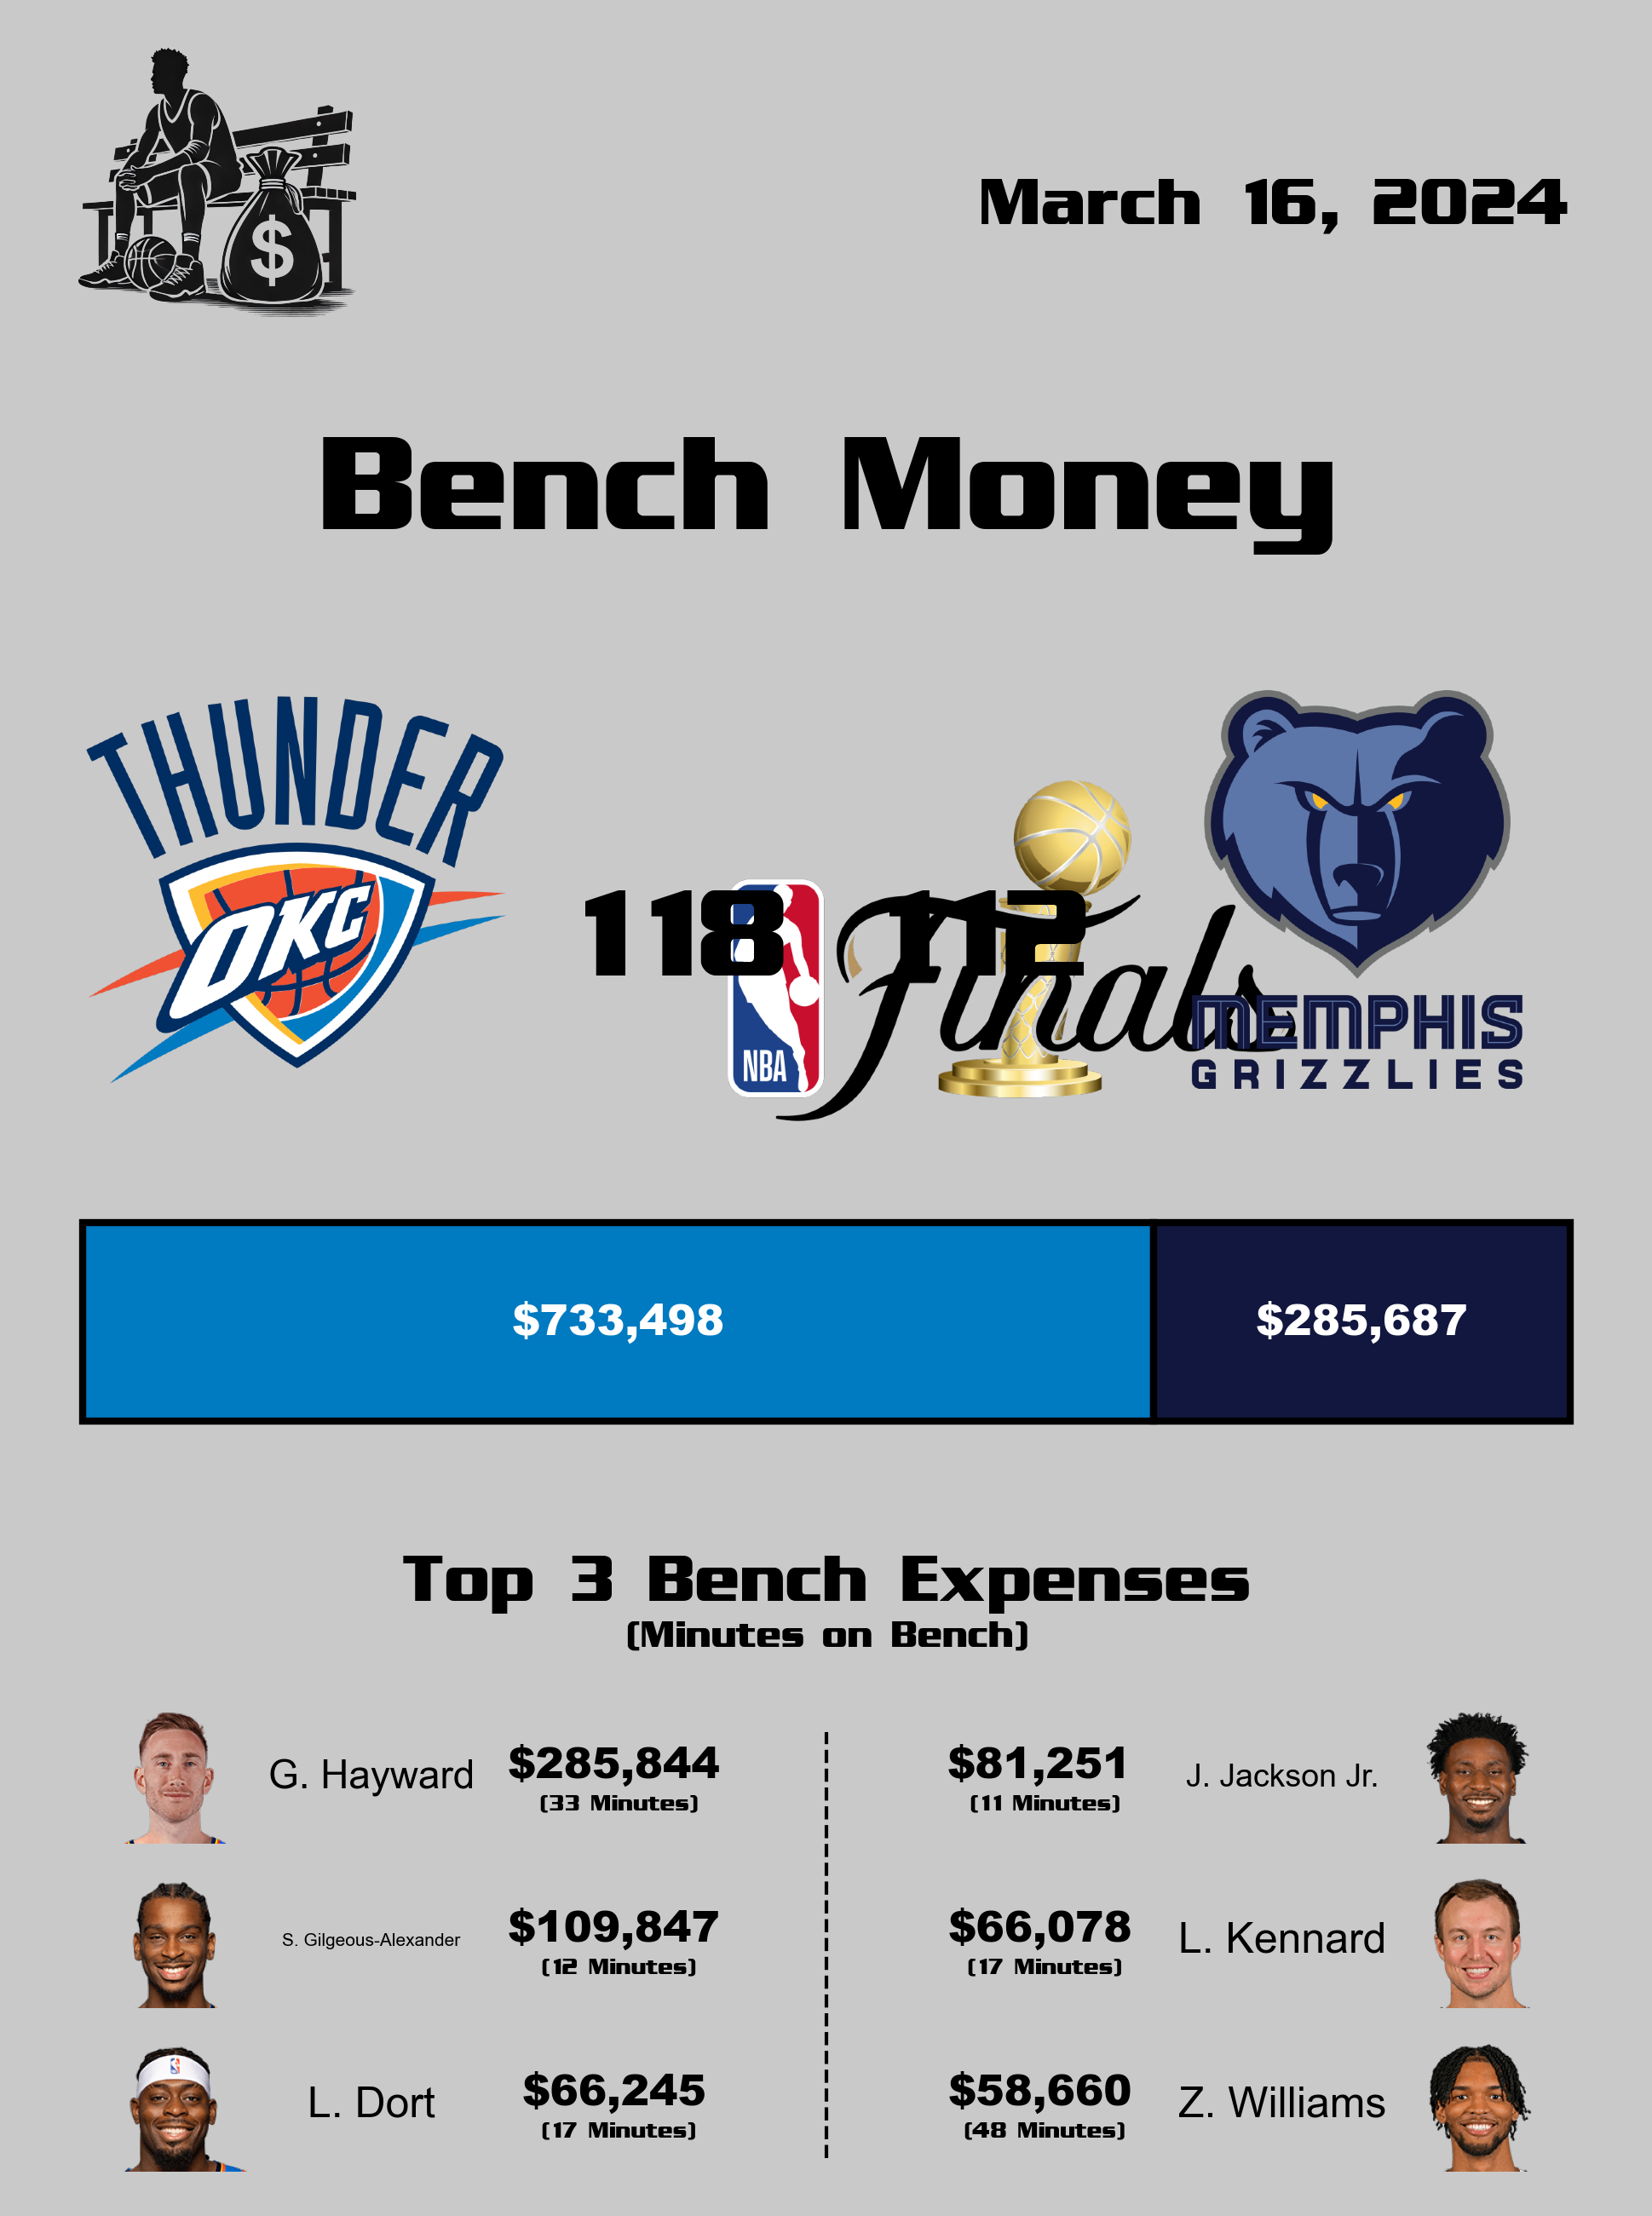 $
March 16, 2024
Bench Money
THUNDER
OKC
118
112
NBA
Finals
MEMPHIS
GRIZZLIES
$733,498
$285,687
Top 3 Bench Expenses
(Minutes on Bench)
G. Hayward
$285,844
(33 Minutes)
$81,251
(11 Minutes)
J. Jackson Jr.
S. Gilgeous-Alexander
$109,847
(12 Minutes)
$66,078
(17 Minutes)
L. Kennard
L. Dort
$66,245
(17 Minutes)
$58,660
(48 Minutes)
Z. Williams